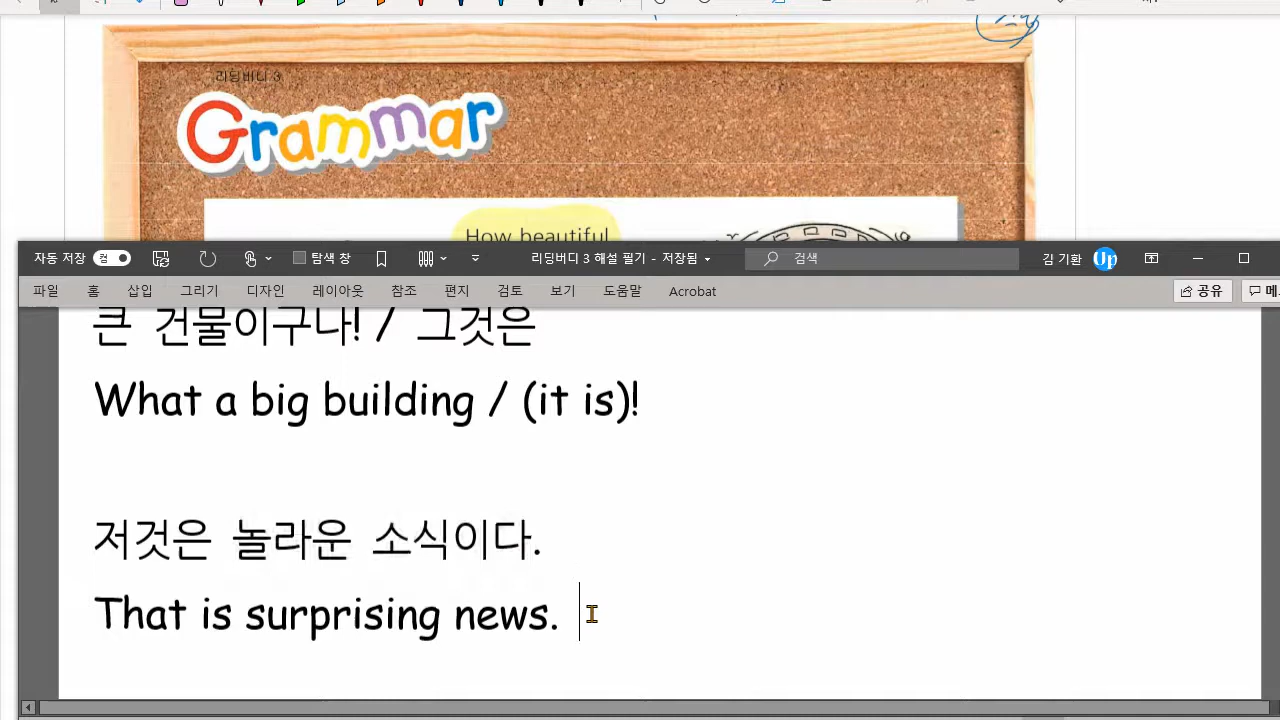 리딩버디 3
Grammar
How beautiful
자동 저장 컴 탐색 창 리딩버디 3 해설 필기 - 저장됨 검색 김 기환 Up
파일 홈 삽입 그리기 디자인 레이아웃 참조 편지 검토 보기 도움말 Acrobat 공유 메
큰 건물이구나! / 그것은
What a big building / (it is)!
저것은 놀라운 소식이다.
That is surprising news.